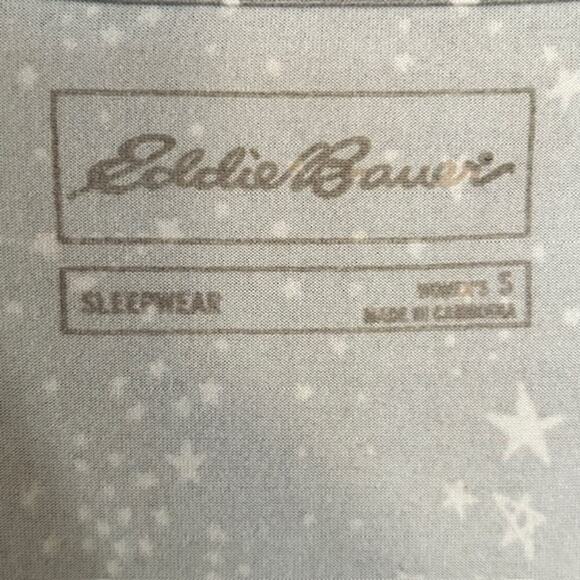 Eddie Bauer
SLEEPWEAR
WOMEN'S S
MADE IN CAMBODIA